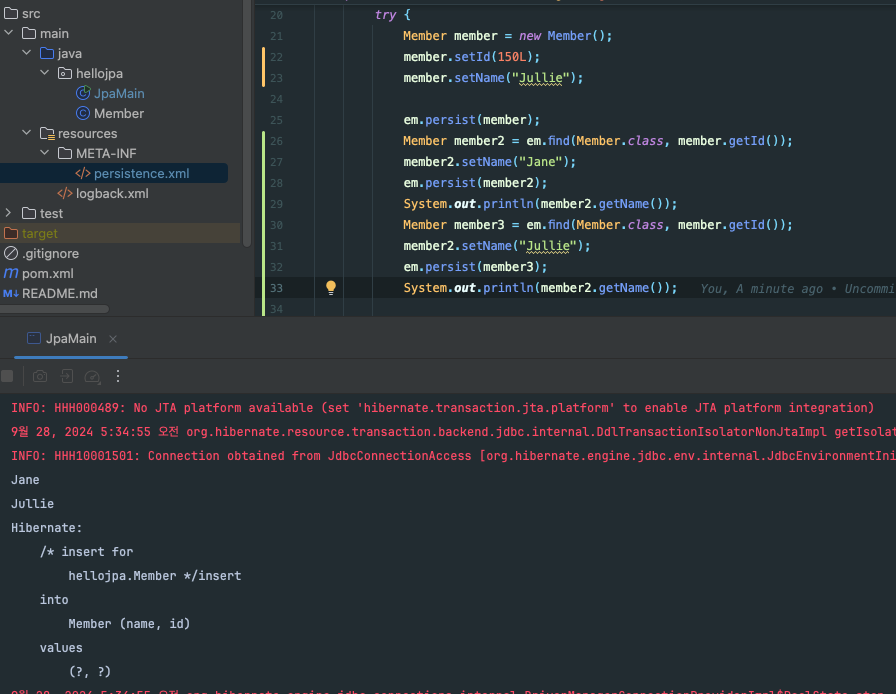 src
main
java
hellojpa
JpaMain
Member
resources
META-INF
persistence.xml
logback.xml
test
target
.gitignore
pom.xml
README.md
20 try {
21 Member member = new Member();
22 member.setId(150L);
23 member.setName("Jullie");
24
25 em.persist(member);
26 Member member2 = em.find(Member.class, member.getId());
27 member2.setName("Jane");
28 em.persist(member2);
29 System.out.println(member2.getName());
30 Member member3 = em.find(Member.class, member.getId());
31 member2.setName("Jullie");
32 em.persist(member3);
33 System.out.println(member2.getName()); You, A minute ago • Uncommi
34
JpaMain
INFO: HHH000489: No JTA platform available (set 'hibernate.transaction.jta.platform' to enable JTA platform integration)
9월 28, 2024 5:34:55 오전 org.hibernate.resource.transaction.backend.jdbc.internal.DdlTransactionIsolatorNonJtaImpl getIsolat
INFO: HHH10001501: Connection obtained from JdbcConnectionAccess [org.hibernate.engine.jdbc.env.internal.JdbcEnvironmentIni
Jane
Jullie
Hibernate:
/* insert for
hellojpa.Member */insert
into
Member (name, id)
values
(?, ?)